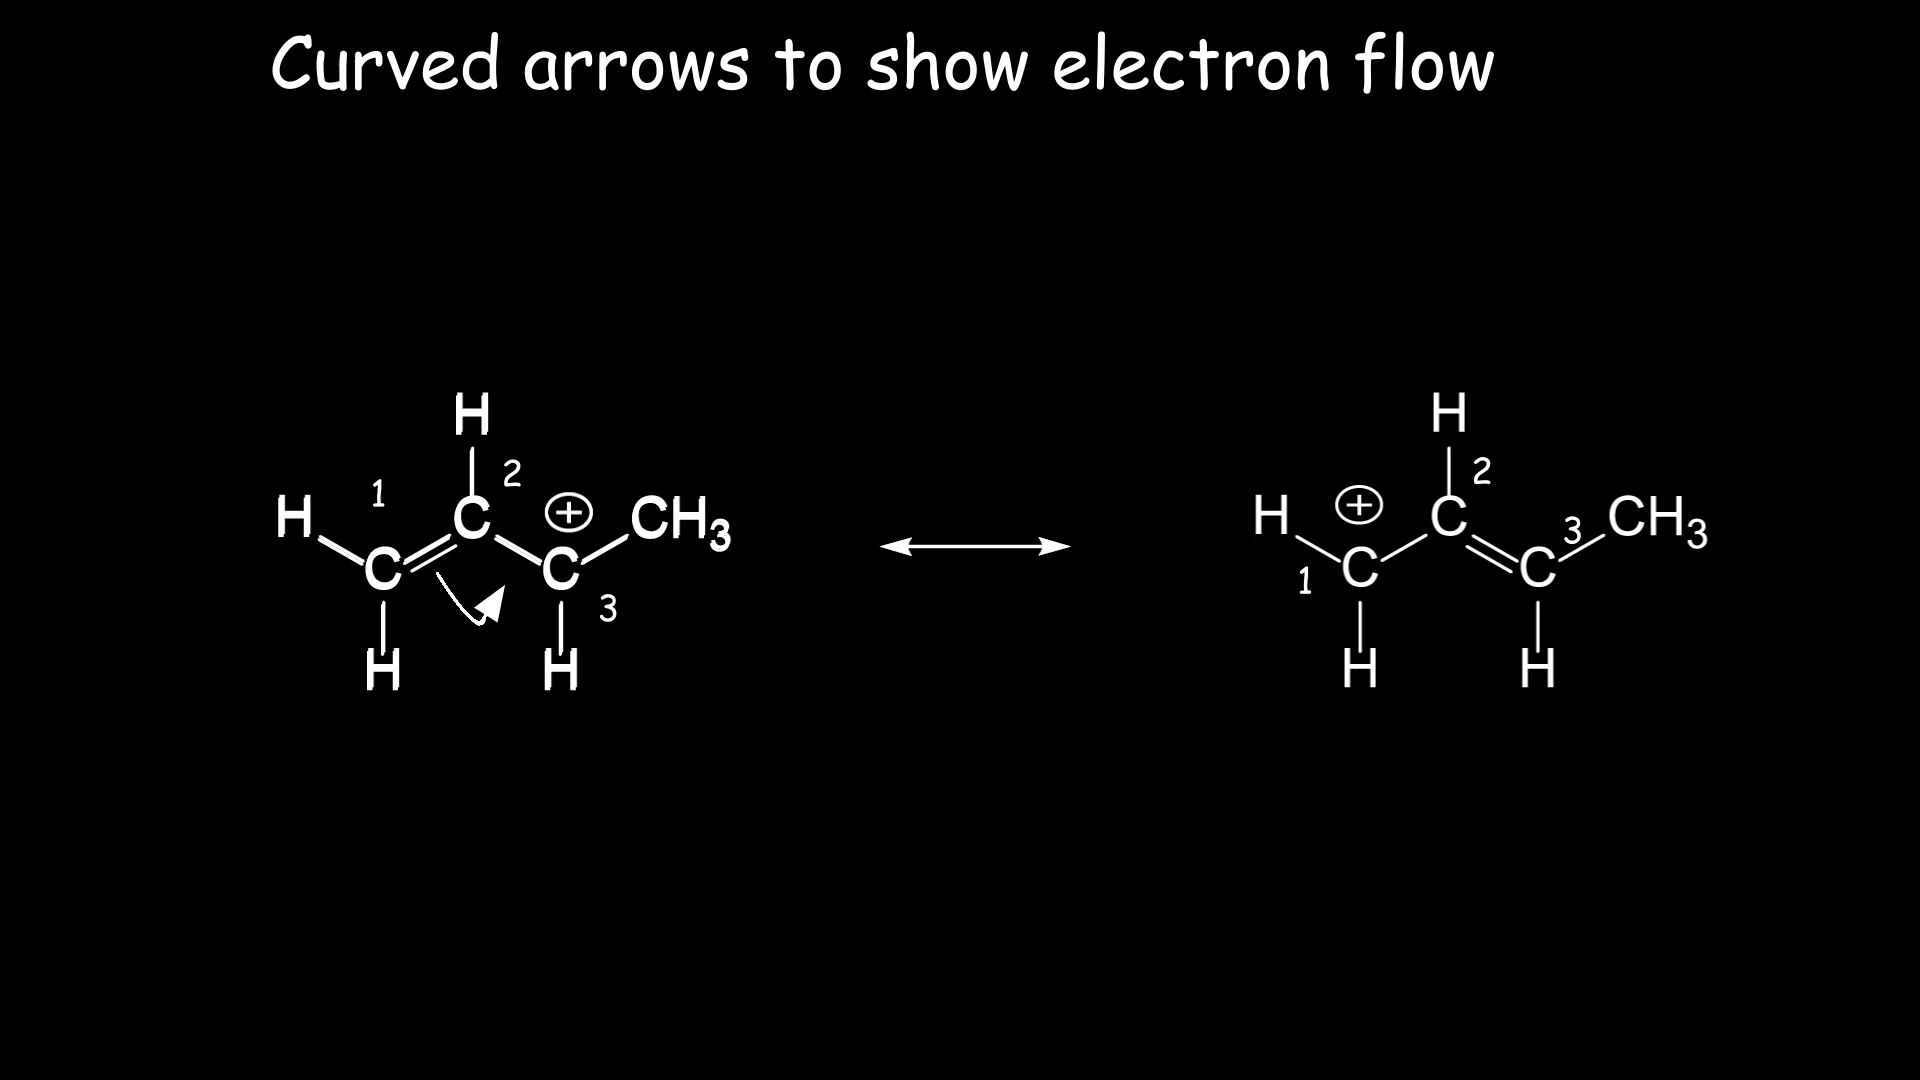 Curved arrows to show electron flow
H H
2 2
1 H C ⊕ CH3 H ⊕ C 3 CH3
C C 1 C C
3
H H H H